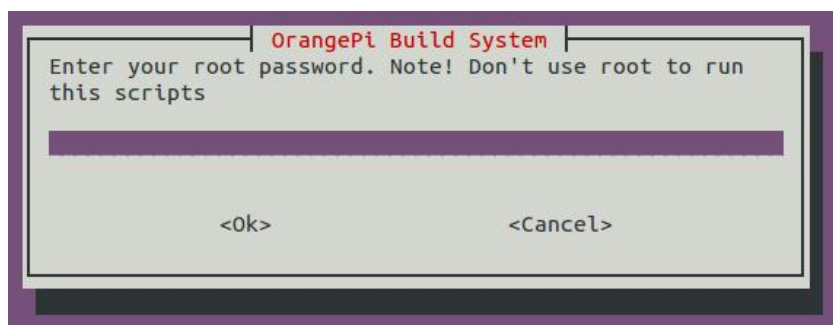 OrangePi Build System
Enter your root password. Note! Don't use root to run
this scripts
<Ok> <Cancel>